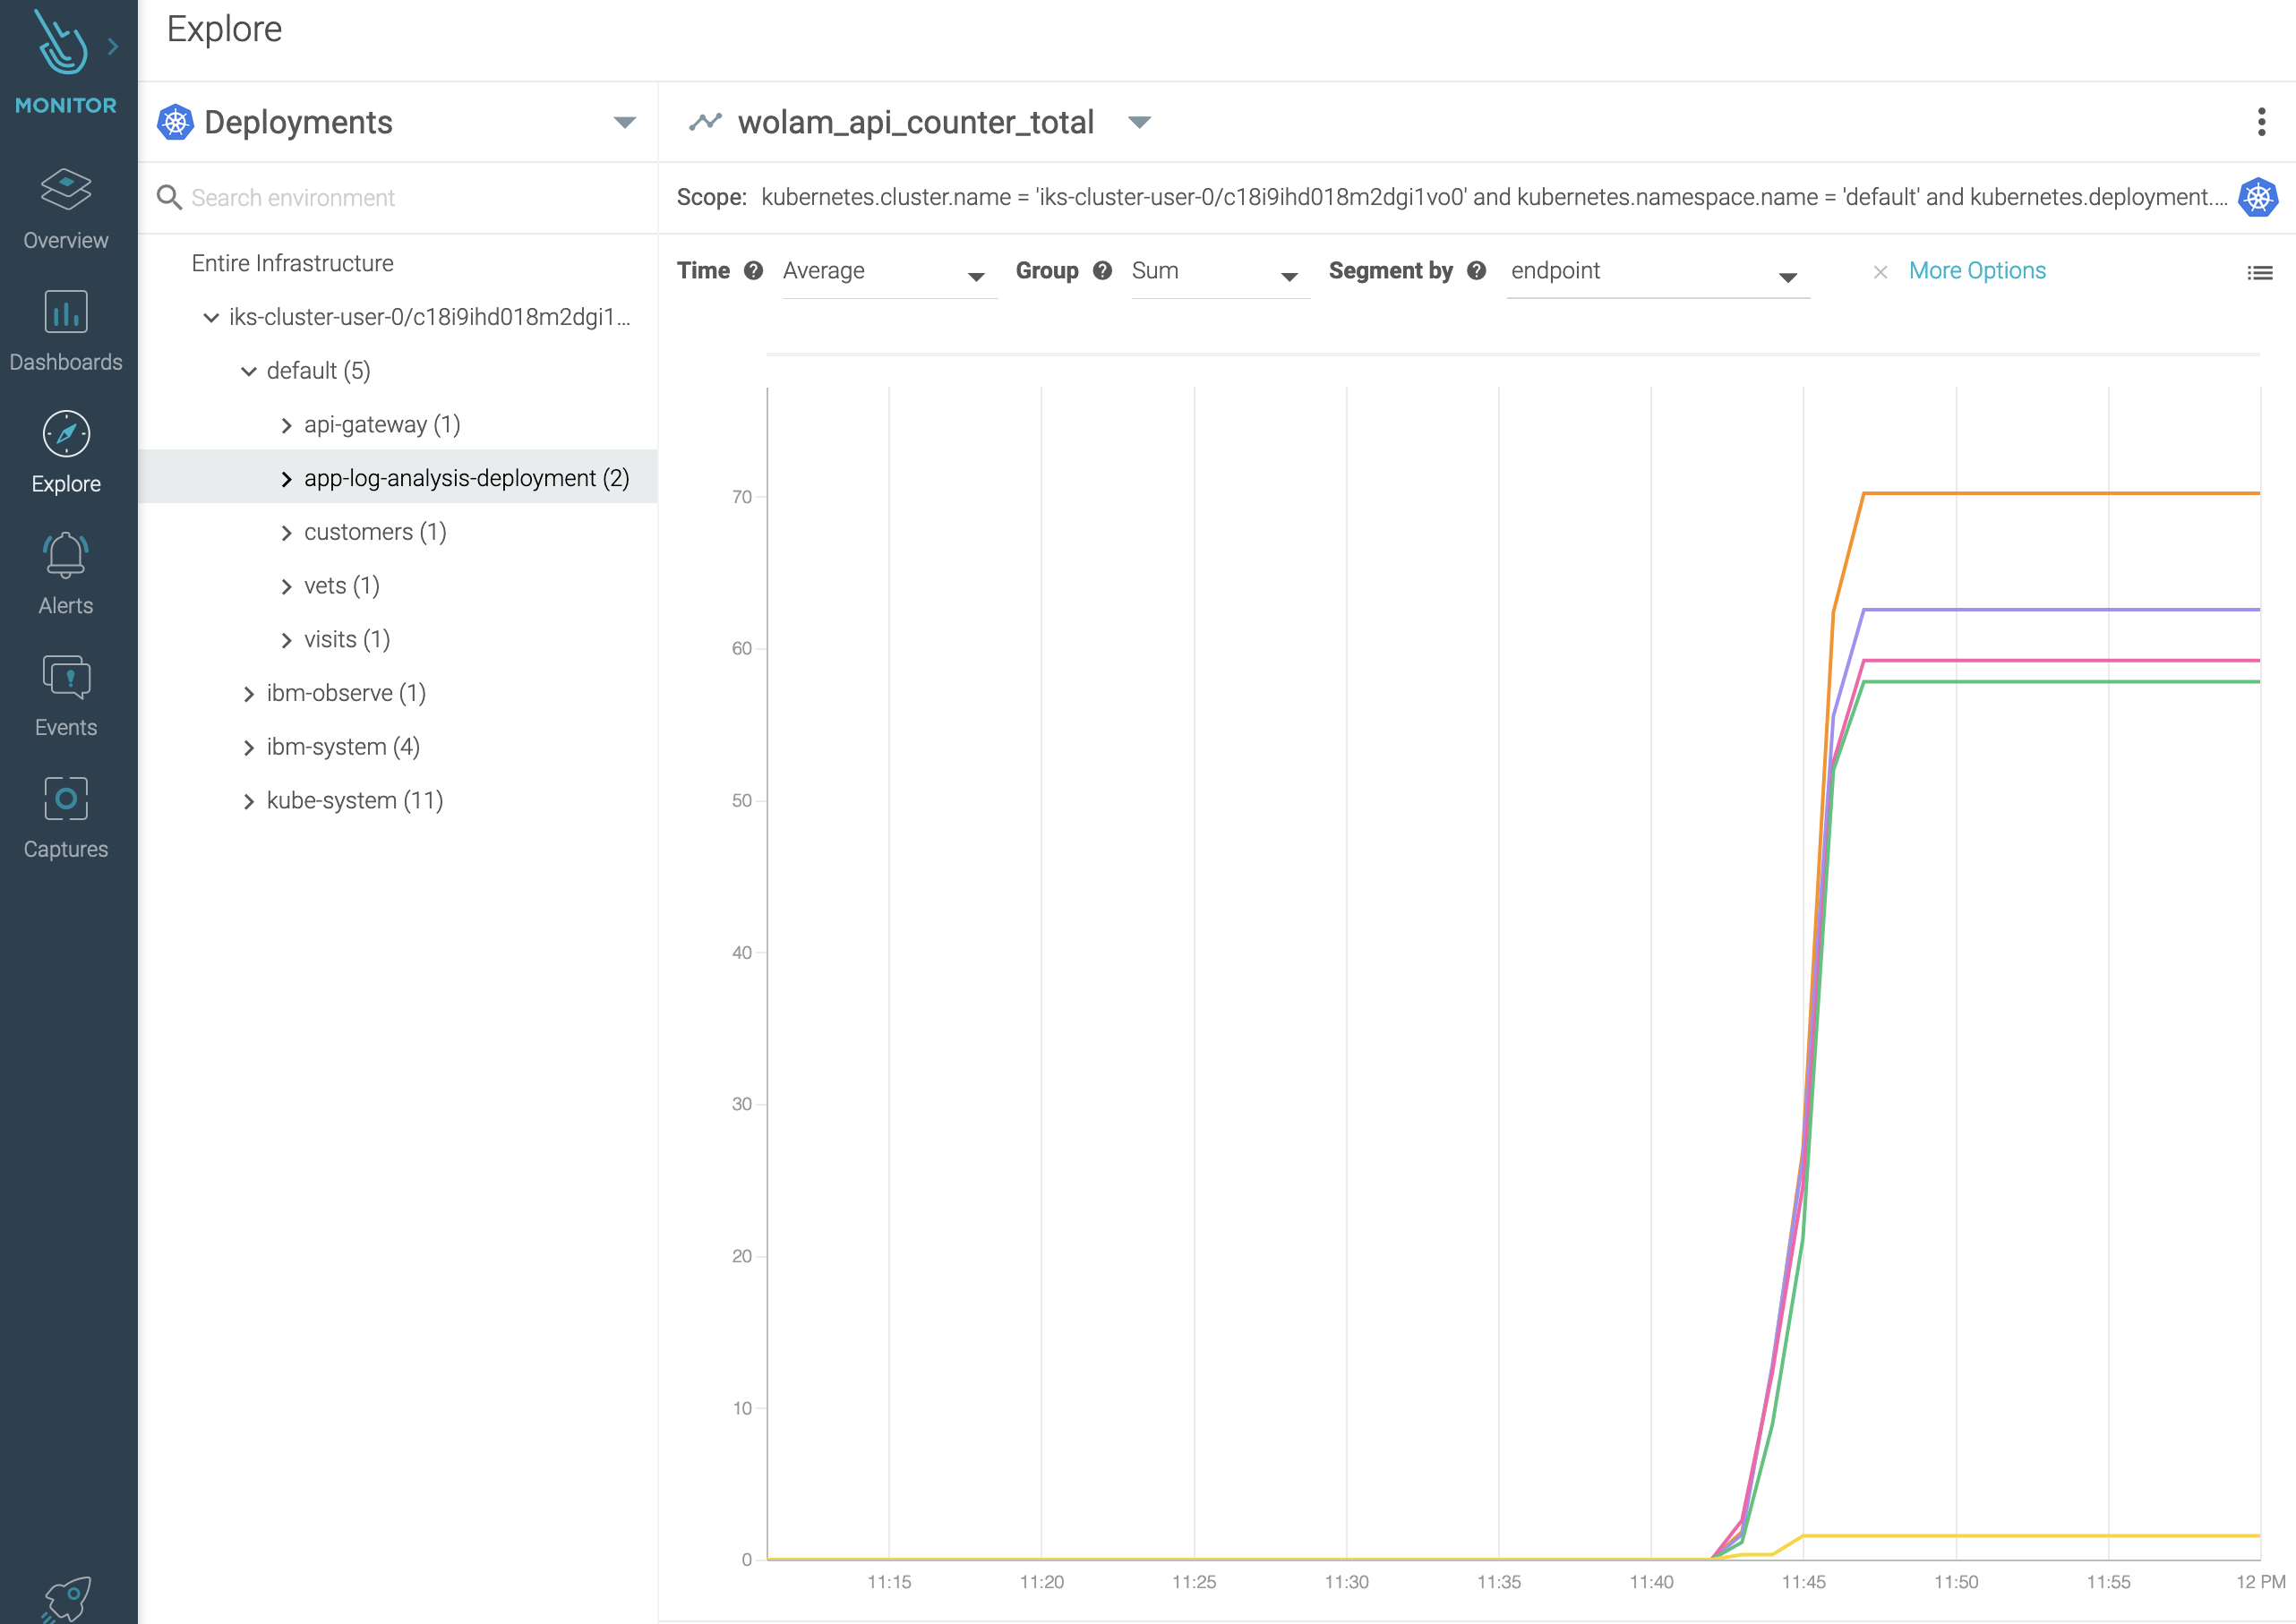 Explore
MONITOR
Overview
Dashboards
Explore
Alerts
Events
Captures
Deployments
Search environment
Entire Infrastructure
iks-cluster-user-0/c18i9ihd018m2dgi1...
default (5)
api-gateway (1)
app-log-analysis-deployment (2)
customers (1)
vets (1)
visits (1)
ibm-observe (1)
ibm-system (4)
kube-system (11)
wolam_api_counter_total
Scope: kubernetes.cluster.name = 'iks-cluster-user-0/c18i9ihd018m2dgi1vo0' and kubernetes.namespace.name = 'default' and kubernetes.deployment....
Time ? Average Group ? Sum Segment by ? endpoint × More Options
70
60
50
40
30
20
10
0
11:15 11:20 11:25 11:30 11:35 11:40 11:45 11:50 11:55 12 PM